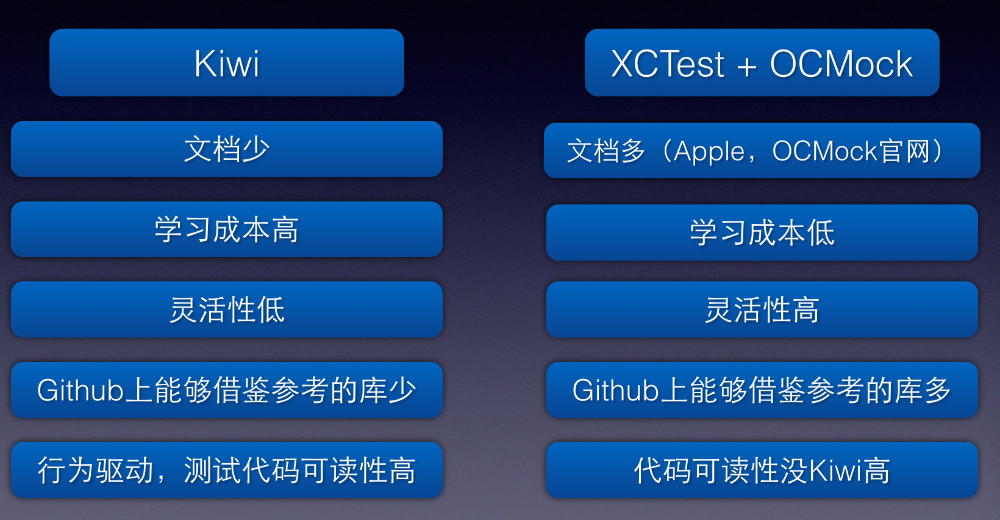 Kiwi
XCTest + OCMock
文档少
文档多（Apple，OCMock官网）
学习成本高
学习成本低
灵活性低
灵活性高
Github上能够借鉴参考的库少
Github上能够借鉴参考的库多
行为驱动，测试代码可读性高
代码可读性没Kiwi高